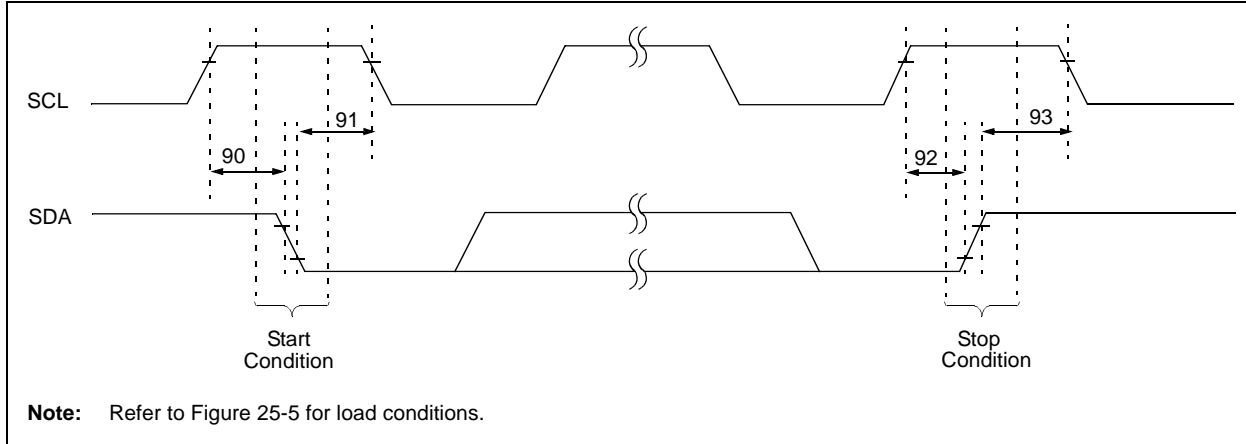 SCL
91
93
90
92
SDA
Start
Condition
Stop
Condition
Note: Refer to Figure 25-5 for load conditions.